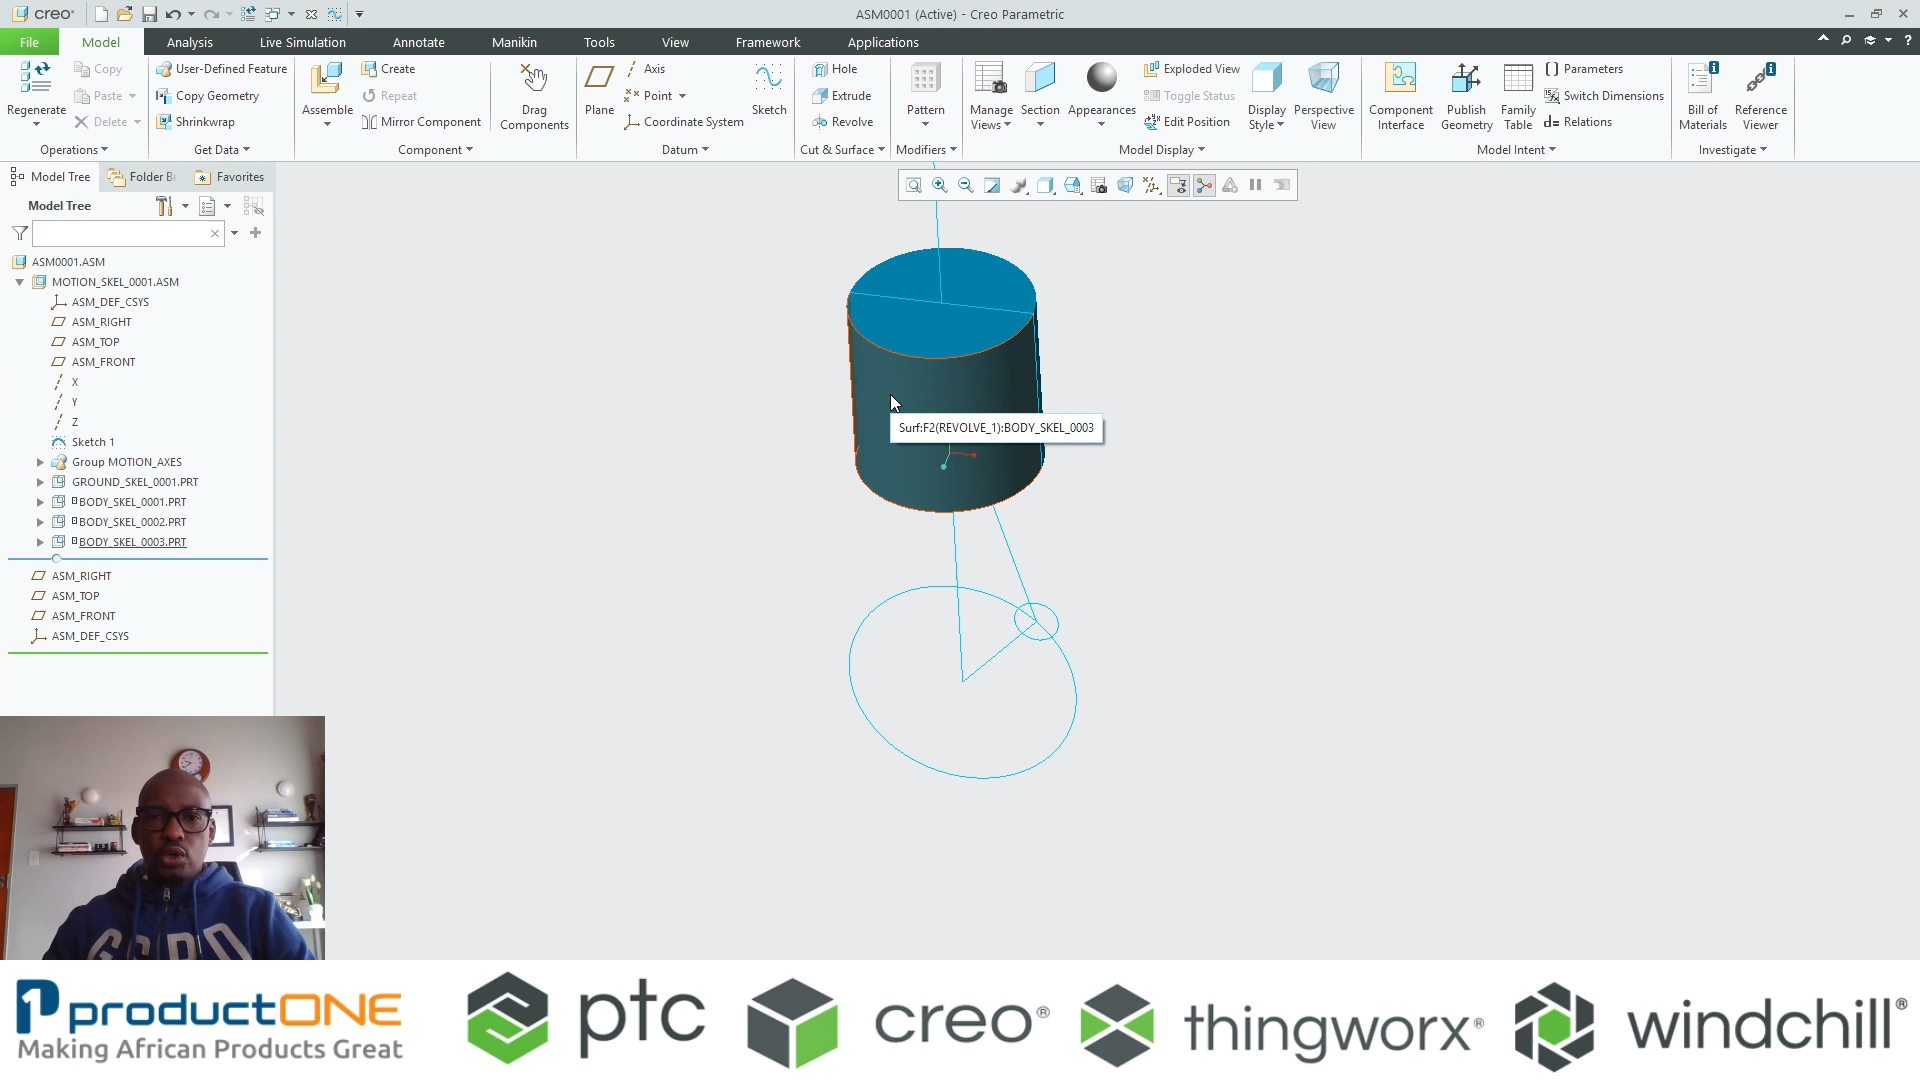 creo°
ASM0001 (Active) - Creo Parametric
File Model Analysis Live Simulation Annotate Manikin Tools View Framework Applications
Regenerate
Copy
Paste
Delete
Operations
User-Defined Feature
Copy Geometry
Shrinkwrap
Get Data
Assemble
Create
Repeat
Mirror Component
Drag
Components
Component
Plane
Axis
Point
Coordinate System
Sketch
Datum
Hole
Extrude
Revolve
Cut & Surface
Pattern
Modifiers
Manage
Views
Section
Appearances
Exploded View
Toggle Status
Edit Position
Display
Style
Perspective
View
Model Display
Component
Interface
Publish
Geometry
Family
Table
Parameters
Switch Dimensions
Relations
Model Intent
Bill of
Materials
Reference
Viewer
Investigate
Model Tree Folder Br Favorites
Model Tree
ASM0001.ASM
MOTION_SKEL_0001.ASM
ASM_DEF_CSYS
ASM_RIGHT
ASM_TOP
ASM_FRONT
X
Y
Z
Sketch 1
Group MOTION_AXES
GROUND_SKEL_0001.PRT
BODY_SKEL_0001.PRT
BODY_SKEL_0002.PRT
BODY_SKEL_0003.PRT
ASM_RIGHT
ASM_TOP
ASM_FRONT
ASM_DEF_CSYS
Surf:F2(REVOLVE_1):BODY_SKEL_0003
productONE
Making African Products Great
ptc
creo®
thingworx®
windchill®